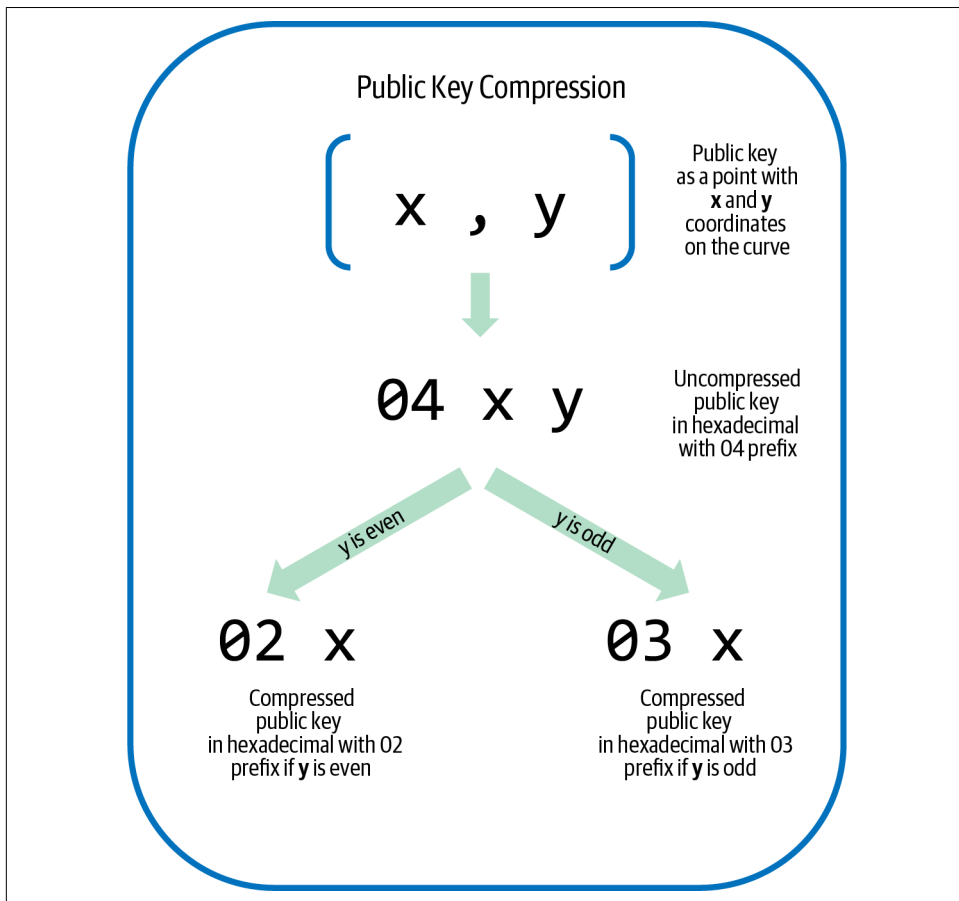 Public Key Compression
x , y
Public key
as a point with
x and y
coordinates
on the curve
04 x y
Uncompressed
public key
in hexadecimal
with 04 prefix
y is even
y is odd
02 x
03 x
Compressed
public key
in hexadecimal with 02
prefix if y is even
Compressed
public key
in hexadecimal with 03
prefix if y is odd